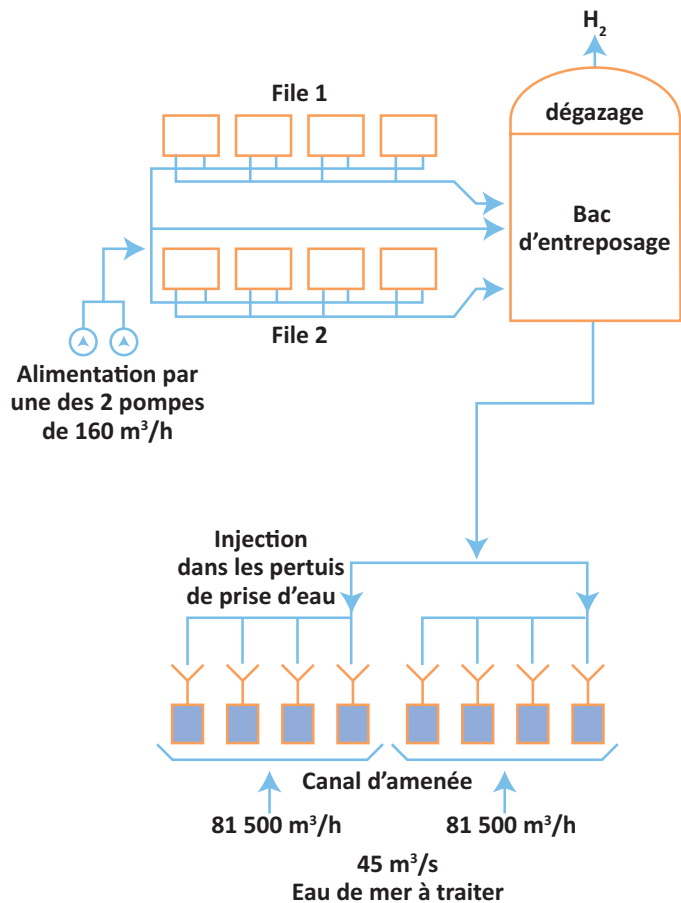 H₂
File 1
dégazage
Bac
d'entreposage
File 2
Alimentation par
une des 2 pompes
de 160 m³/h
Injection
dans les pertuis
de prise d'eau
Canal d'amenée
81 500 m³/h
81 500 m³/h
45 m³/s
Eau de mer à traiter